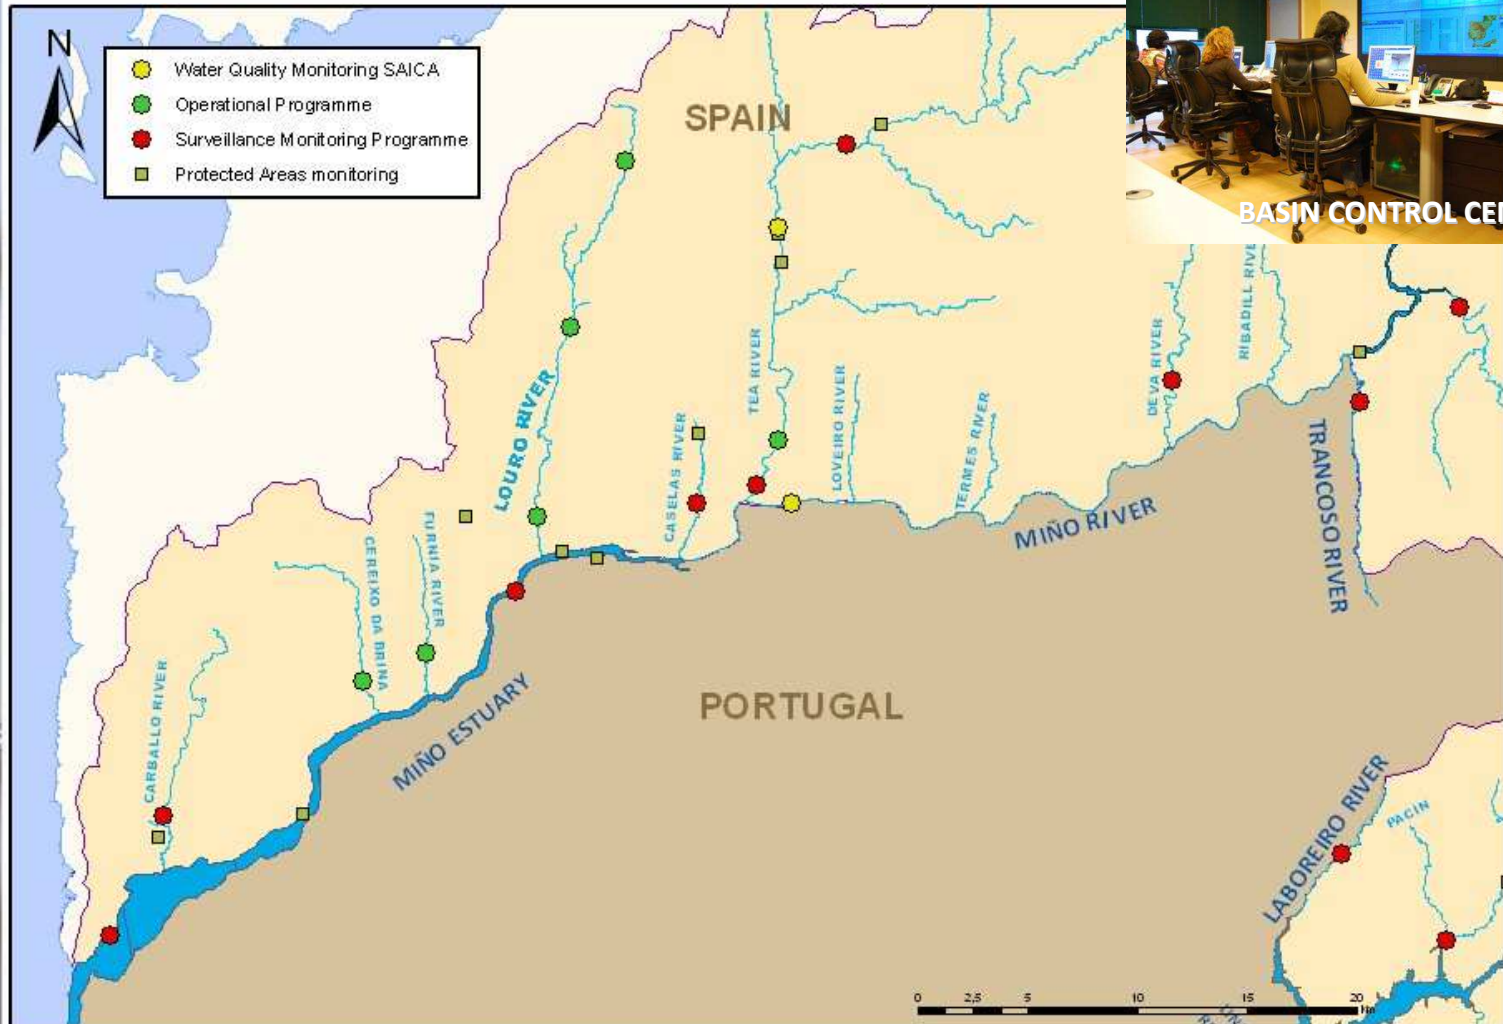 N
Water Quality Monitoring SAICA
Operational Programme
Surveillance Monitoring Programme
Protected Areas monitoring
SPAIN
BASIN CONTROL CE
RIBADILL RIVE
DEVA RIVER
TEA RIVER
LOVEIRO RIVER
LOURO RIVER
TERMES RIVER
CASELAS RIVER
TRANCOSO RIVER
MIÑO RIVER
FURNIA RIVER
CEREIXO DA BRINA
CARBALLO RIVER
MIÑO ESTUARY
PORTUGAL
LABOREIRO RIVER
PACÍN
0 2,5 5 10 15 20